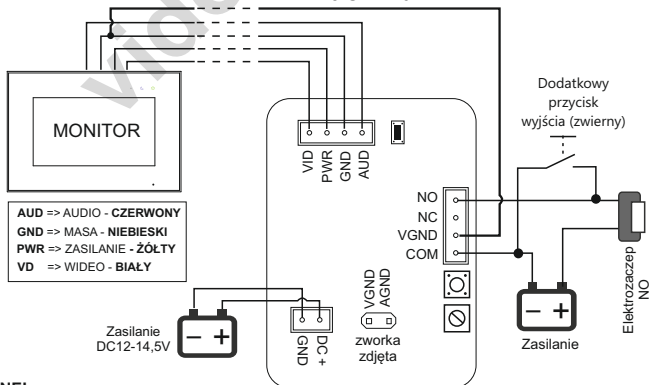 MONITOR
AUD => AUDIO - CZERWONY
GND => MASA - NIEBIESKI
PWR => ZASILANIE - ŻÓŁTY
VD => WIDEO - BIAŁY
VID
PWR
GND
AUD
Dodatkowy
przycisk
wyjścia (zwierny)
NO
NC
VGND
COM
Elektrozaczep
NO
- +
Zasilanie
VGND
AGND
zworka
zdjęta
GND
DC +
- +
Zasilanie
DC12-14,5V